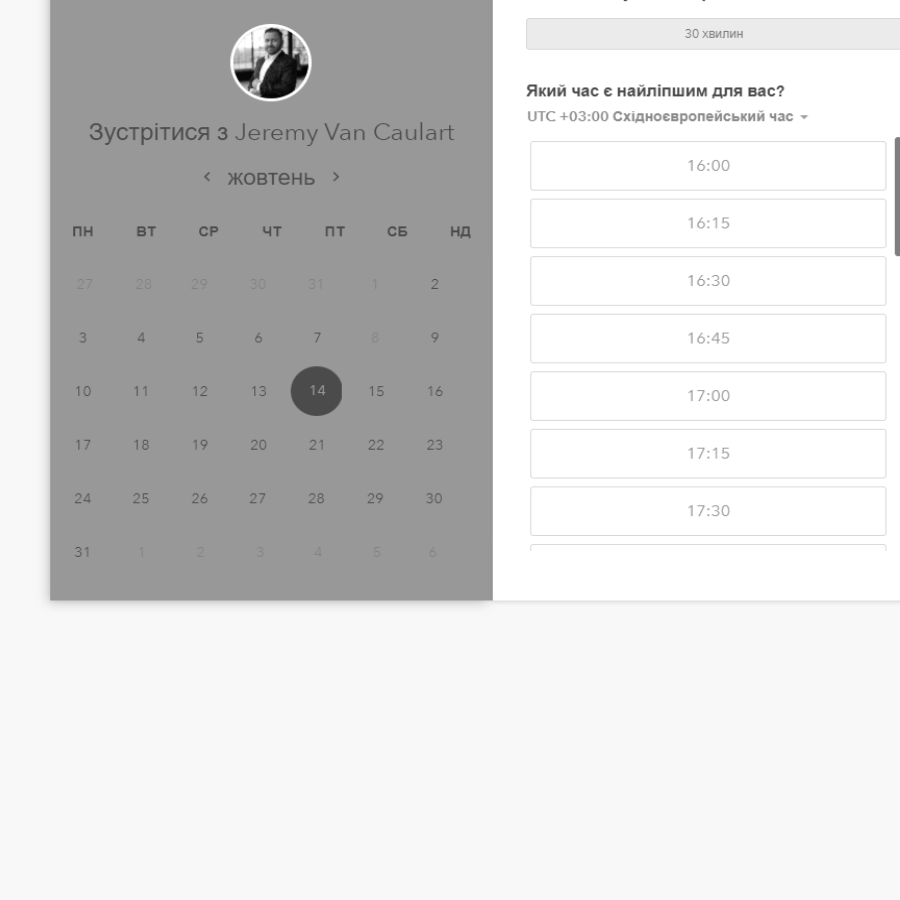 Зустрітися з Jeremy Van Caulart
‹ жовтень ›
ПН ВТ СР ЧТ ПТ СБ НД
27 28 29 30 31 1 2
3 4 5 6 7 8 9
10 11 12 13 14 15 16
17 18 19 20 21 22 23
24 25 26 27 28 29 30
31 1 2 3 4 5 6
30 хвилин
Який час є найліпшим для вас?
UTC +03:00 Східноєвропейський час
16:00
16:15
16:30
16:45
17:00
17:15
17:30